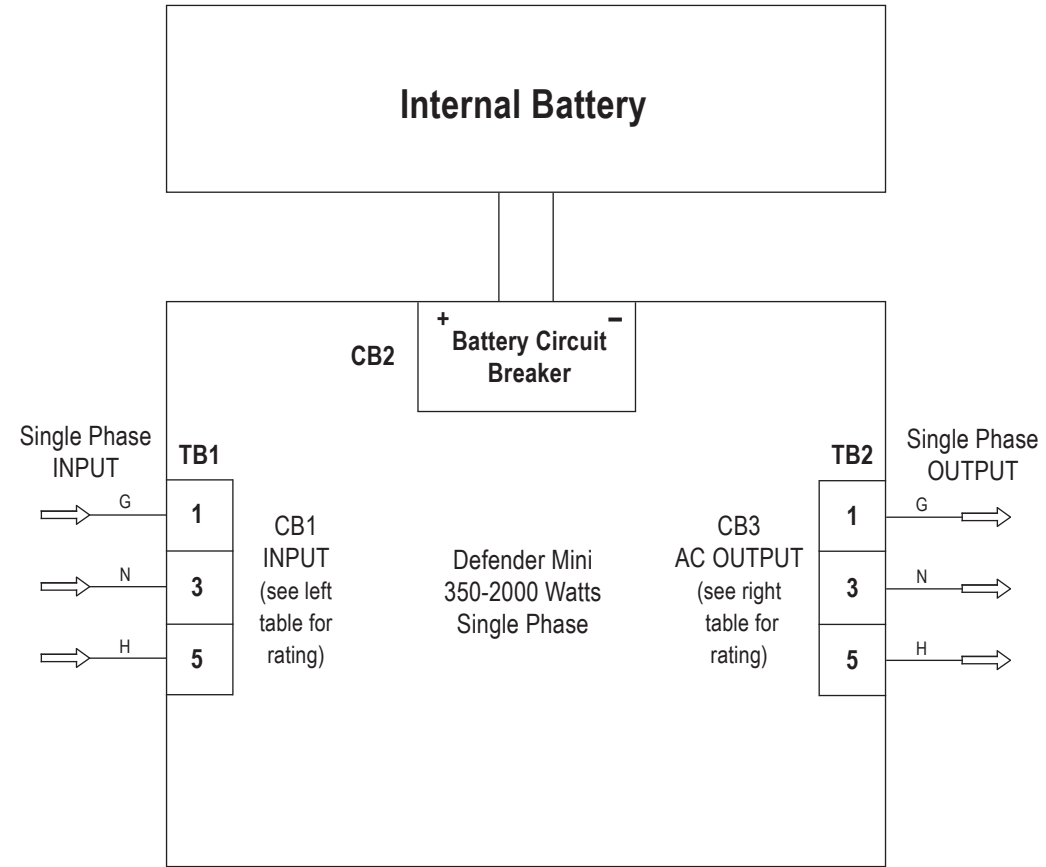 Internal Battery
+
−
CB2
Battery Circuit
Breaker
Single Phase
INPUT
TB1
G
1
N
3
H
5
CB1
INPUT
(see left
table for
rating)
Defender Mini
350-2000 Watts
Single Phase
CB3
AC OUTPUT
(see right
table for
rating)
TB2
1
G
3
N
5
H
Single Phase
OUTPUT